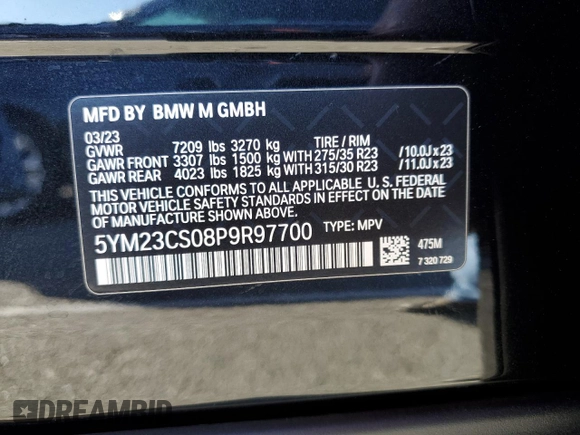 MFD BY BMW M GMBH
03/23
GVWR 7209 lbs 3270 kg TIRE / RIM
GAWR FRONT 3307 lbs 1500 kg WITH 275/35 R23 /10.0J x 23
GAWR REAR 4023 lbs 1825 kg WITH 315/30 R23 /11.0J x 23
THIS VEHICLE CONFORMS TO ALL APPLICABLE U. S. FEDERAL
MOTOR VEHICLE SAFETY STANDARDS IN EFFECT ON THE
DATE OF MANUFACTURE SHOWN ABOVE.
5YM23CS08P9R97700 TYPE: MPV
475M
7 320 729
DREAMBID